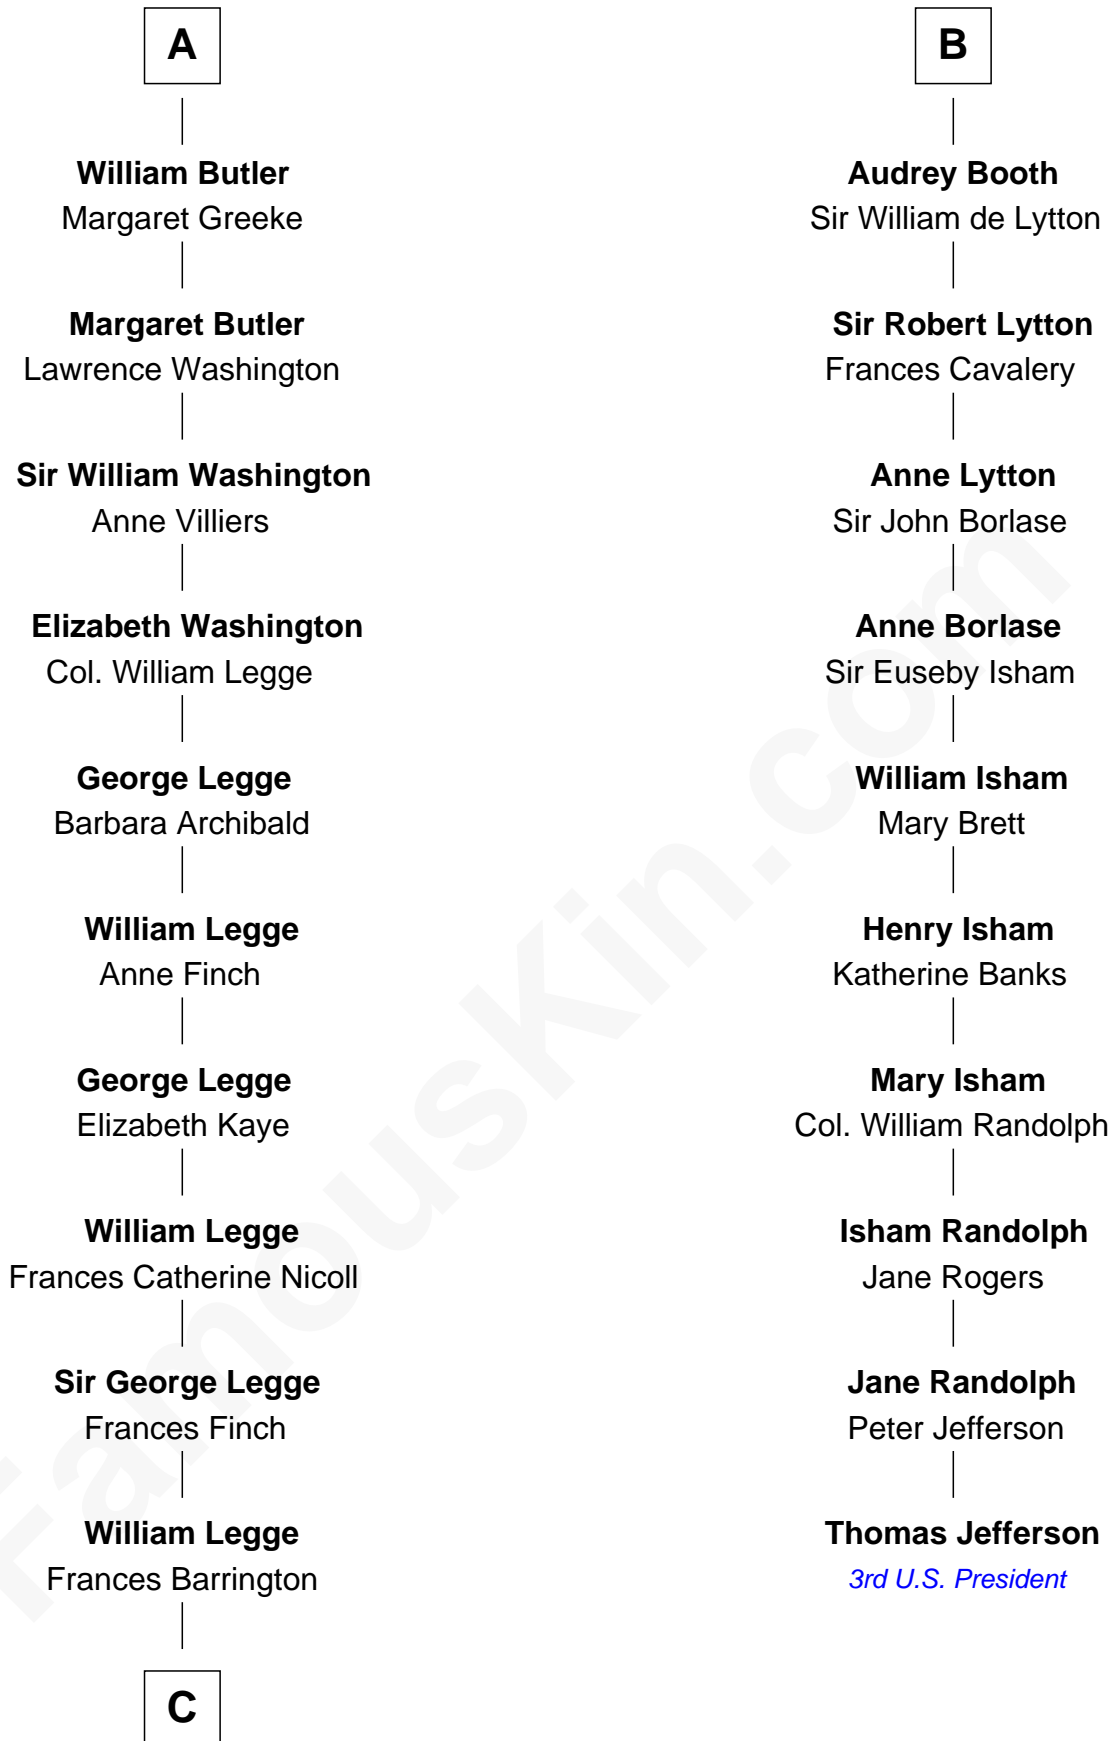 A
William Butler
Margaret Greeke
Margaret Butler
Lawrence Washington
Sir William Washington
Anne Villiers
Elizabeth Washington
Col. William Legge
George Legge
Barbara Archibald
William Legge
Anne Finch
George Legge
Elizabeth Kaye
William Legge
Frances Catherine Nicoll
Sir George Legge
Frances Finch
William Legge
Frances Barrington
C
B
Audrey Booth
Sir William de Lytton
Sir Robert Lytton
Frances Cavalery
Anne Lytton
Sir John Borlase
Anne Borlase
Sir Euseby Isham
William Isham
Mary Brett
Henry Isham
Katherine Banks
Mary Isham
Col. William Randolph
Isham Randolph
Jane Rogers
Jane Randolph
Peter Jefferson
Thomas Jefferson
3rd U.S. President
FamousKin.com